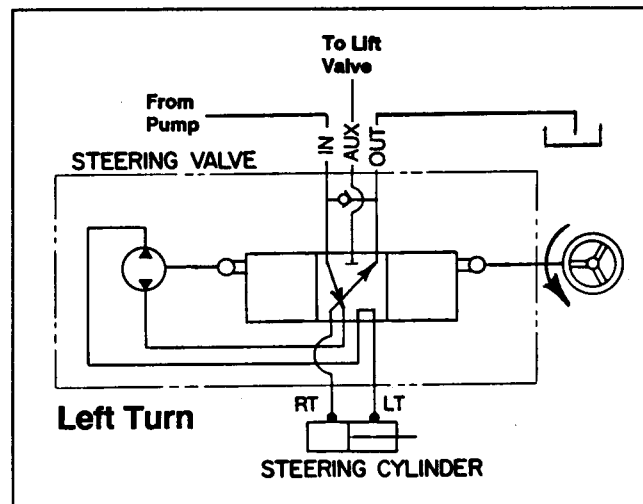 To Lift
Valve
From
Pump
IN
AUX
OUT
STEERING VALVE
RT
LT
Left Turn
STEERING CYLINDER